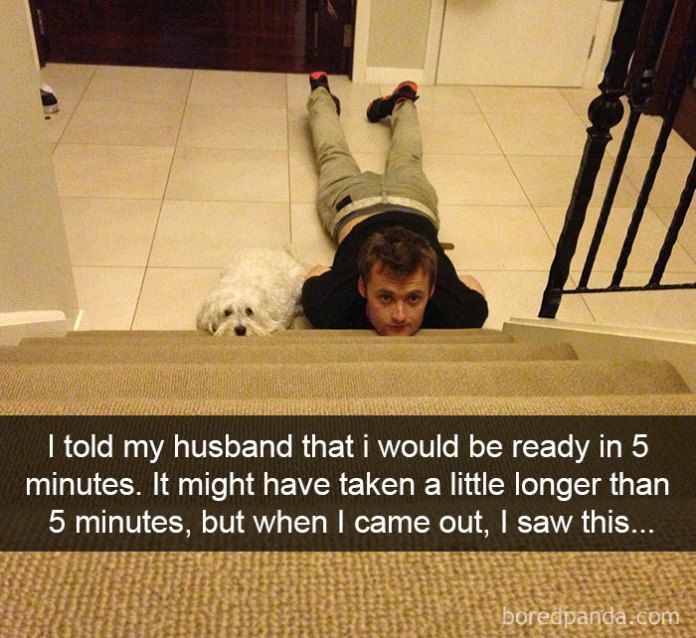 I told my husband that i would be ready in 5
minutes. It might have taken a little longer than
5 minutes, but when I came out, I saw this...
boredpanda.com